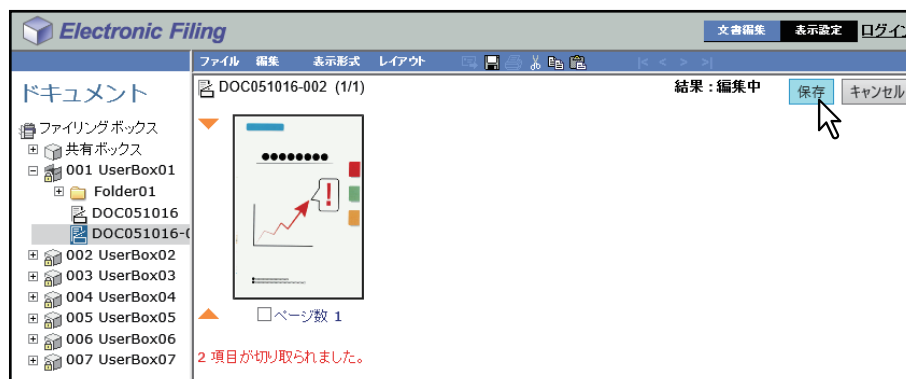 Electronic Filing
文書編集 表示設定 ログイン
ファイル 編集 表示形式 レイアウト |< < > >|
ドキュメント
DOC051016-002 (1/1) 結果：編集中 保存 キャンセル
ファイリングボックス
共有ボックス
001 UserBox01
Folder01
DOC051016
DOC051016-0
002 UserBox02
003 UserBox03
004 UserBox04
005 UserBox05
006 UserBox06
007 UserBox07
!
ページ数 1
2 項目が切り取られました。